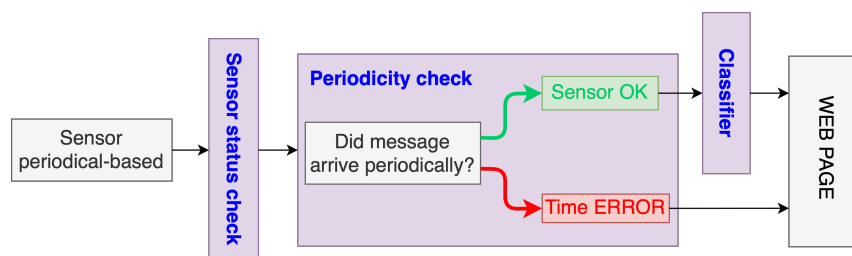 Sensor
periodical-based
Sensor status check
Periodicity check
Did message
arrive periodically?
Sensor OK
Time ERROR
Classifier
WEB PAGE